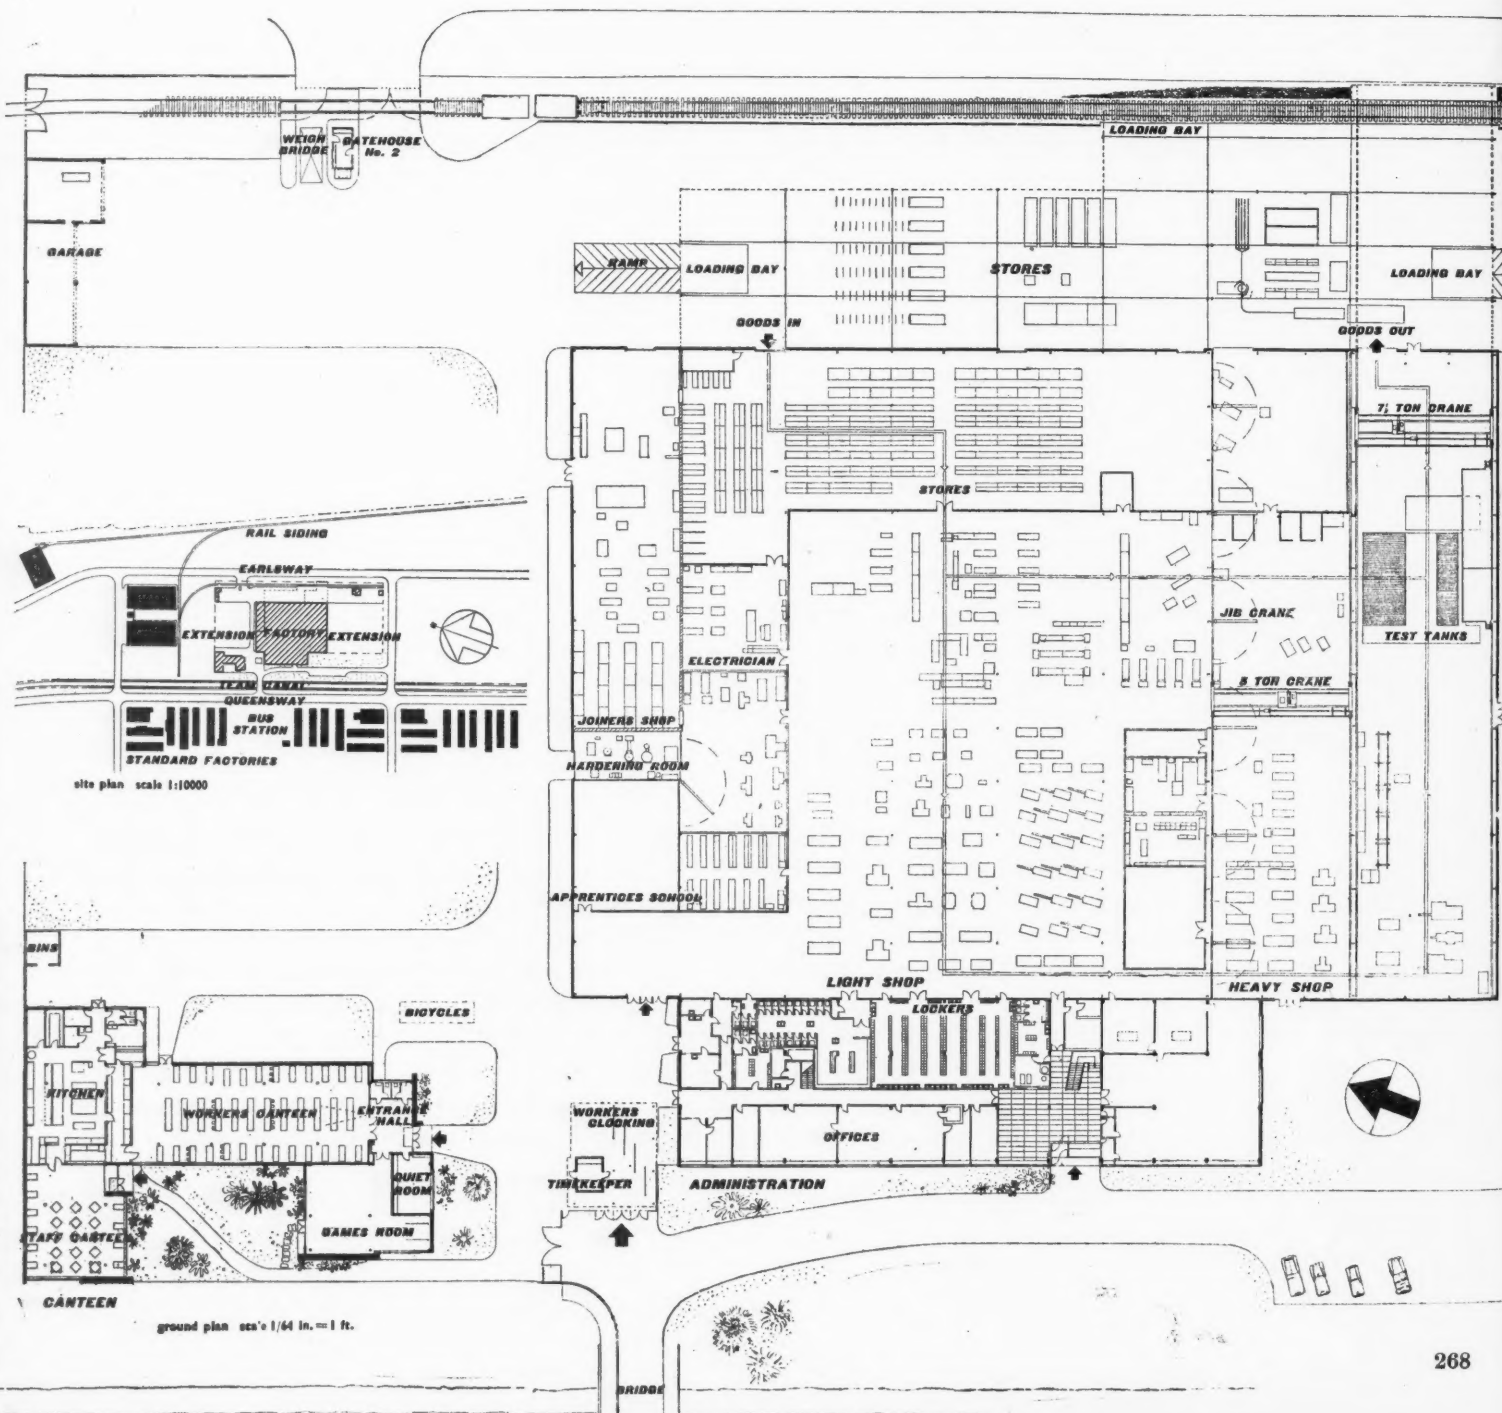 LOADING BAY
WEIGH
BRIDGE
GATEHOUSE
No. 2
GARAGE
RAMP
LOADING BAY
STORES
LOADING BAY
GOODS IN
GOODS OUT
7½ TON CRANE
STORES
RAIL SIDING
EARLSWAY
EXTENSION
FACTORY
EXTENSION
TEAM CANAL
QUEENSWAY
BUS
STATION
STANDARD FACTORIES
site plan scale 1:10000
JIB CRANE
TEST TANKS
ELECTRICIAN
5 TON CRANE
JOINERS SHOP
HARDENING ROOM
APPRENTICES SCHOOL
BINS
LIGHT SHOP
HEAVY SHOP
BICYCLES
LOCKERS
KITCHEN
WORKERS CANTEEN
ENTRANCE
HALL
WORKERS
CLOCKING
OFFICES
QUIET
ROOM
TIMEKEEPER
ADMINISTRATION
STAFF CANTEEN
GAMES ROOM
CANTEEN
ground plan scale 1/64 in. = 1 ft.
268
BRIDGE